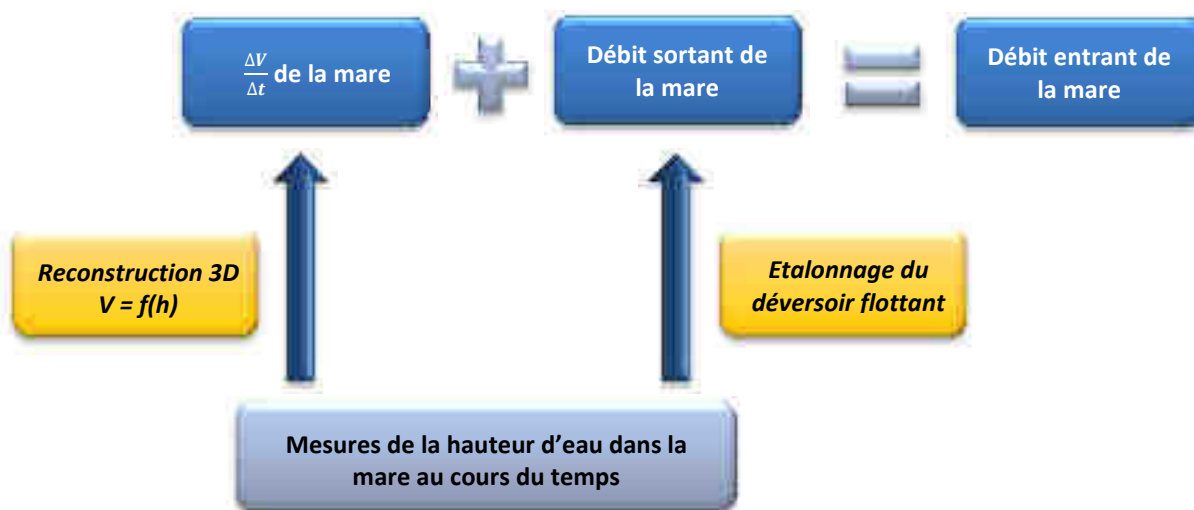 ΔV/Δt de la mare
Débit sortant de
la mare
Débit entrant de
la mare
Reconstruction 3D
V = f(h)
Etalonnage du
déversoir flottant
Mesures de la hauteur d’eau dans la
mare au cours du temps